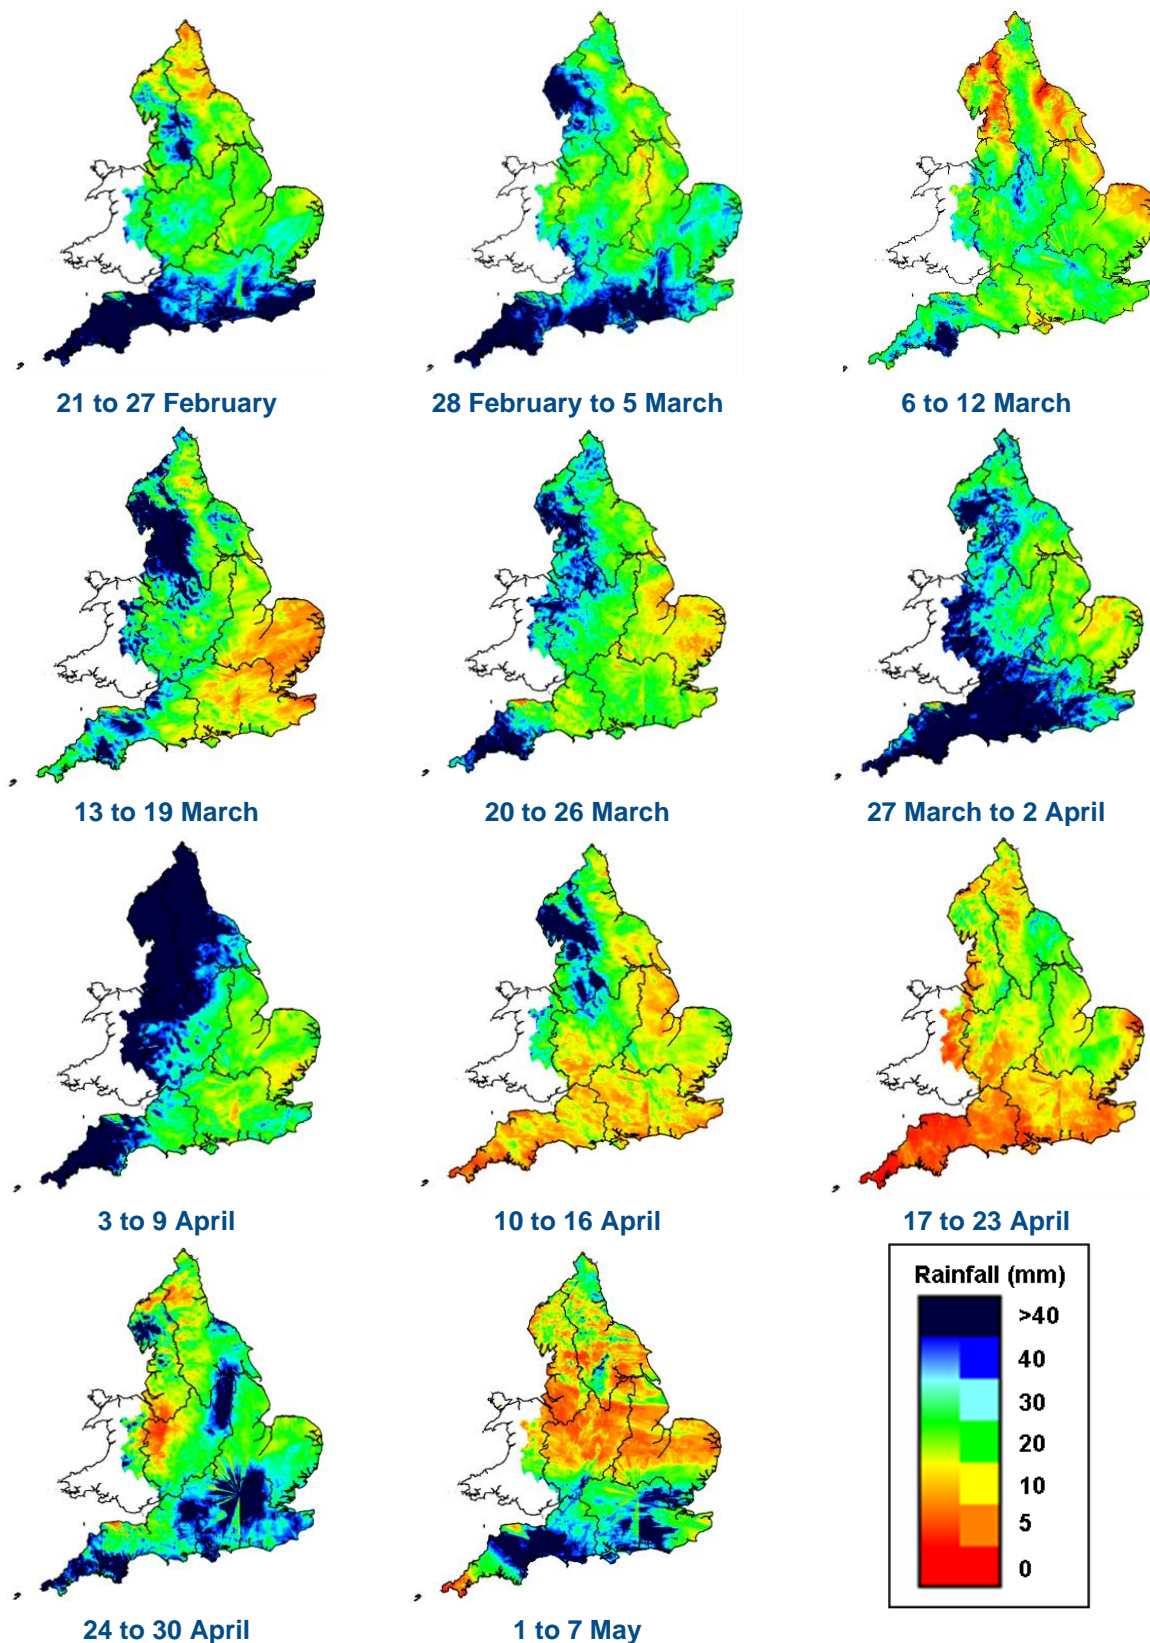 21 to 27 February
28 February to 5 March
6 to 12 March
13 to 19 March
20 to 26 March
27 March to 2 April
3 to 9 April
10 to 16 April
17 to 23 April
Rainfall (mm)
>40
40
30
20
10
5
0
24 to 30 April
1 to 7 May